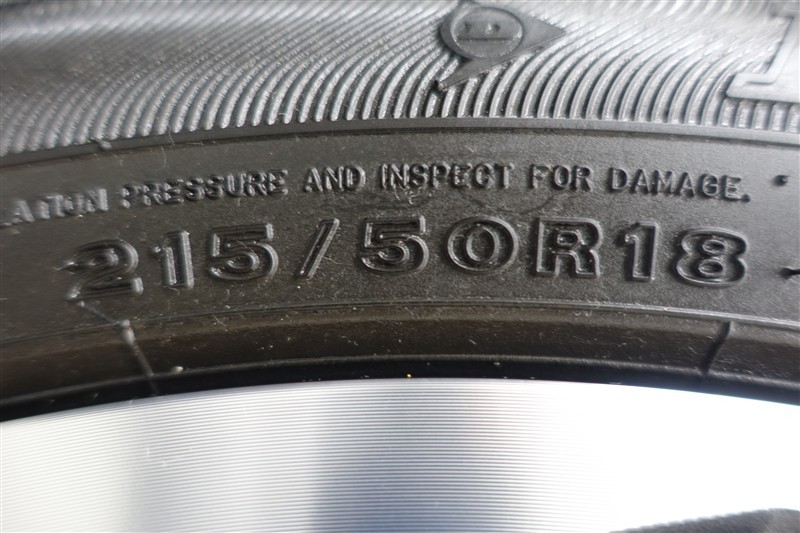 PRESSURE AND INSPECT FOR DAMAGE.
215/50R18